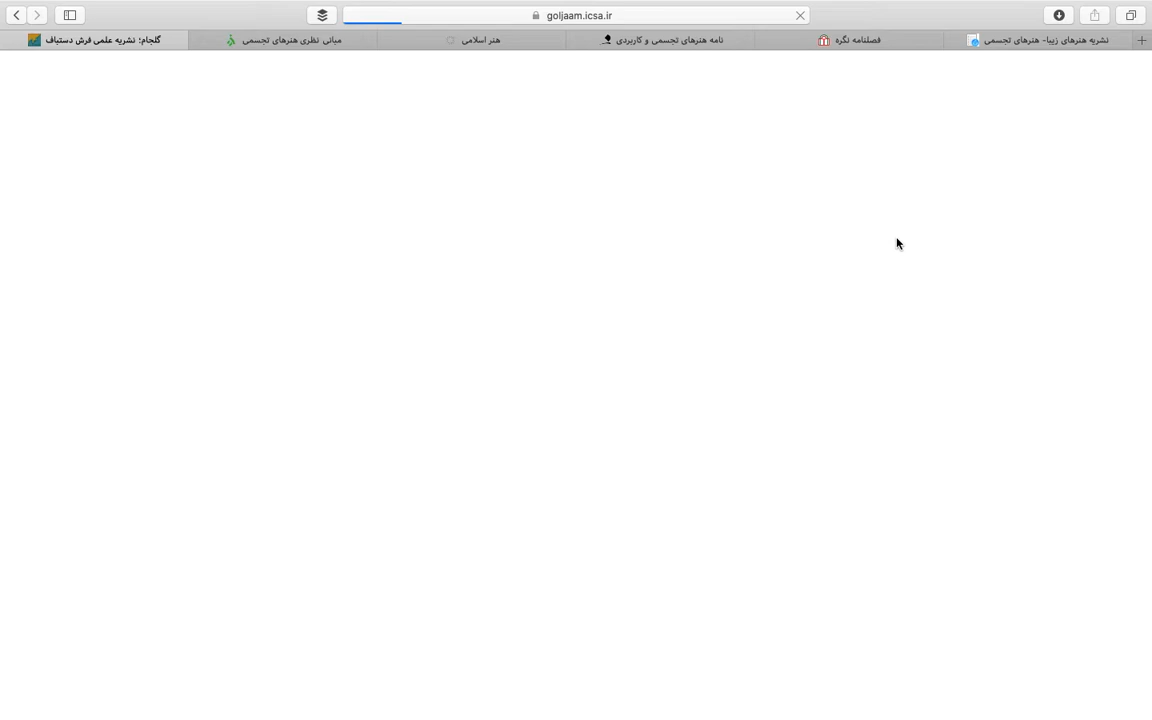 goljaam.icsa.ir
گلجام؛ نشریه علمی فرش دستباف
مبانی نظری هنرهای تجسمی
هنر اسلامی
نامه هنرهای تجسمی و کاربردی
فصلنامه نگره
نشریه هنرهای زیبا- هنرهای تجسمی